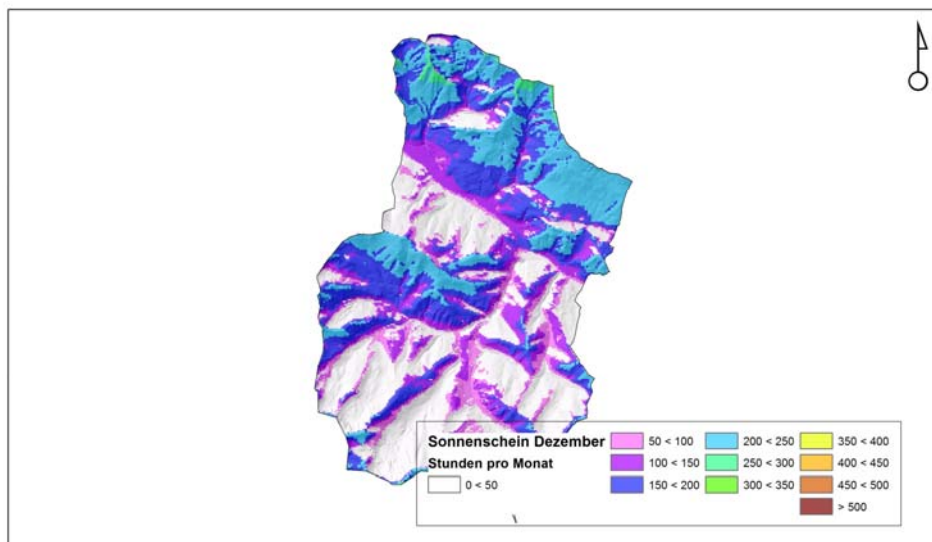 Sonnenschein Dezember
Stunden pro Monat
0 < 50
50 < 100
100 < 150
150 < 200
200 < 250
250 < 300
300 < 350
350 < 400
400 < 450
450 < 500
> 500